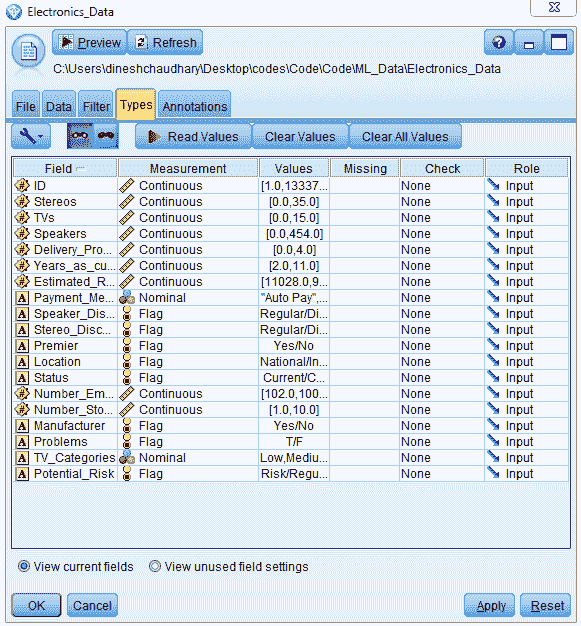 Electronics_Data
Preview Refresh
C:\Users\dineshchaudhary\Desktop\codes\Code\Code\ML_Data\Electronics_Data
File Data Filter Types Annotations
Read Values Clear Values Clear All Values
Field Measurement Values Missing Check Role
ID Continuous [1.0,13337... None Input
Stereos Continuous [0.0,35.0] None Input
TVs Continuous [0.0,15.0] None Input
Speakers Continuous [0.0,454.0] None Input
Delivery_Pro... Continuous [0.0,4.0] None Input
Years_as_cu... Continuous [2.0,11.0] None Input
Estimated_R... Continuous [11028.0,9... None Input
Payment_Me... Nominal "Auto Pay",... None Input
Speaker_Dis... Flag Regular/Di... None Input
Stereo_Disc... Flag Regular/Di... None Input
Premier Flag Yes/No None Input
Location Flag National/In... None Input
Status Flag Current/C... None Input
Number_Em... Continuous [102.0,100... None Input
Number_Sto... Continuous [1.0,10.0] None Input
Manufacturer Flag Yes/No None Input
Problems Flag T/F None Input
TV_Categories Nominal Low,Mediu... None Input
Potential_Risk Flag Risk/Regu... None Input
View current fields View unused field settings
OK Cancel Apply Reset